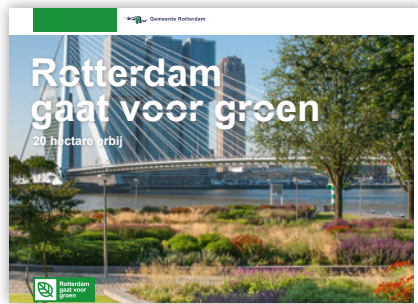 Gemeente Rotterdam
Rotterdam
gaat voor groen
20 hectare erbij
Rotterdam
gaat voor
groen